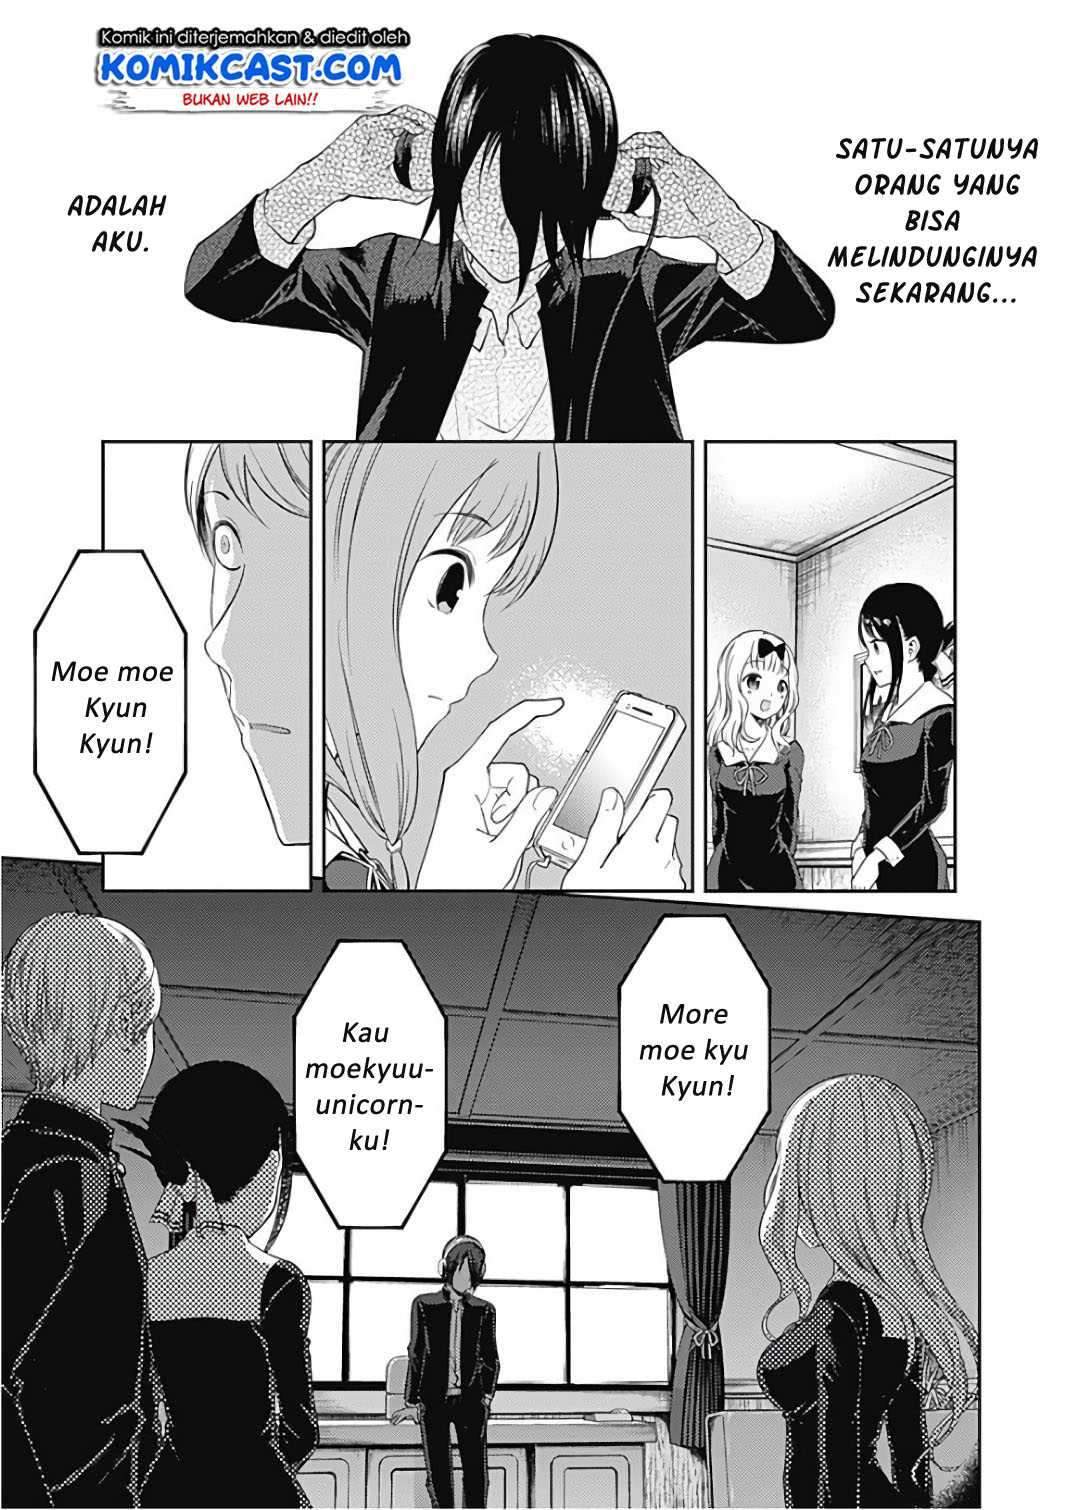 Komik ini diterjemahkan & diedit oleh
KOMIKCAST.COM
BUKAN WEB LAIN!!
SATU-SATUNYA
ORANG YANG
BISA
MELINDUNGINYA
SEKARANG...
ADALAH
AKU.
Moe moe
Kyun
Kyun!
More
moe kyu
Kyun!
Kau
moekyuu-
unicorn-
ku!